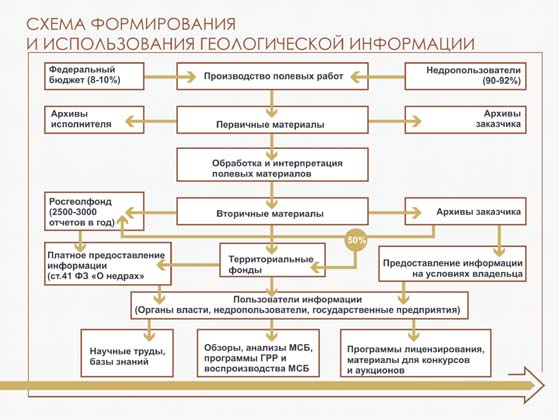 СХЕМА ФОРМИРОВАНИЯ
И ИСПОЛЬЗОВАНИЯ ГЕОЛОГИЧЕСКОЙ ИНФОРМАЦИИ
Федеральный
бюджет (8-10%)
Производство полевых работ
Недропользователи
(90-92%)
Архивы
исполнителя
Первичные материалы
Архивы
заказчика
Обработка и интерпретация
полевых материалов
Росгеолфонд
(2500-3000
отчетов в год)
Вторичные материалы
Архивы заказчика
50%
Платное предоставление
информации
(ст.41 ФЗ «О недрах»
Территориальные
фонды
Предоставление информации
на условиях владельца
Пользователи информации
(Органы власти, недропользователи, государственные предприятия)
Научные труды,
базы знаний
Обзоры, анализы МСБ,
программы ГРР и
воспроизводства МСБ
Программы лицензирования,
материалы для конкурсов
и аукционов